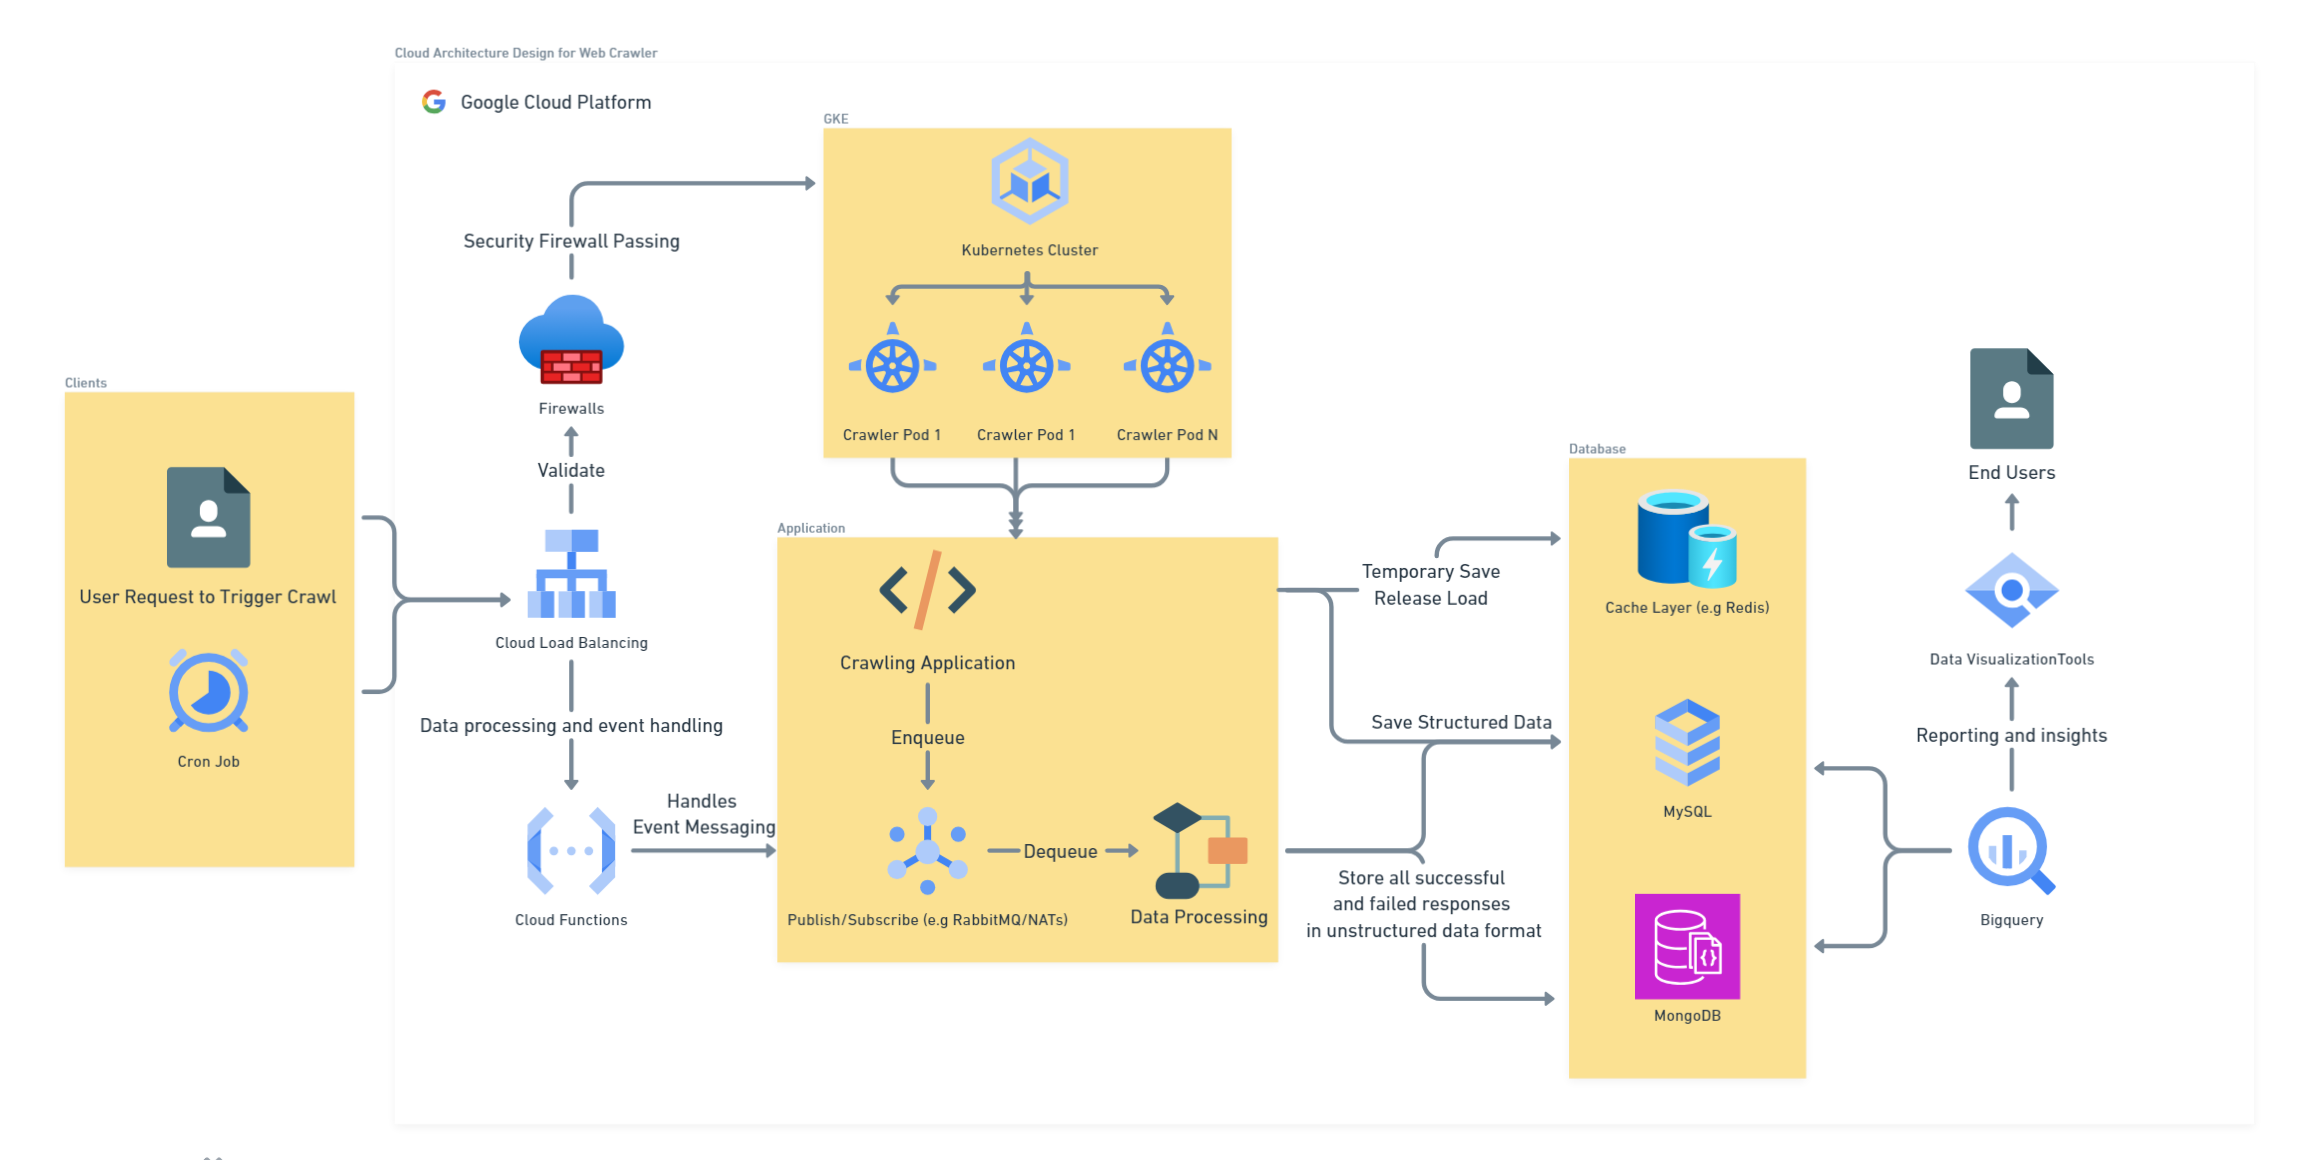 Cloud Architecture Design for Web Crawler
Google Cloud Platform
GKE
Kubernetes Cluster
Crawler Pod 1
Crawler Pod 1
Crawler Pod N
Security Firewall Passing
Firewalls
Validate
Cloud Load Balancing
Clients
User Request to Trigger Crawl
Cron Job
Data processing and event handling
Cloud Functions
Handles
Event Messaging
Application
Crawling Application
Enqueue
Publish/Subscribe (e.g RabbitMQ/NATs)
Dequeue
Data Processing
Temporary Save
Release Load
Save Structured Data
Store all successful
and failed responses
in unstructured data format
Database
Cache Layer (e.g Redis)
MySQL
MongoDB
End Users
Data VisualizationTools
Reporting and insights
Bigquery